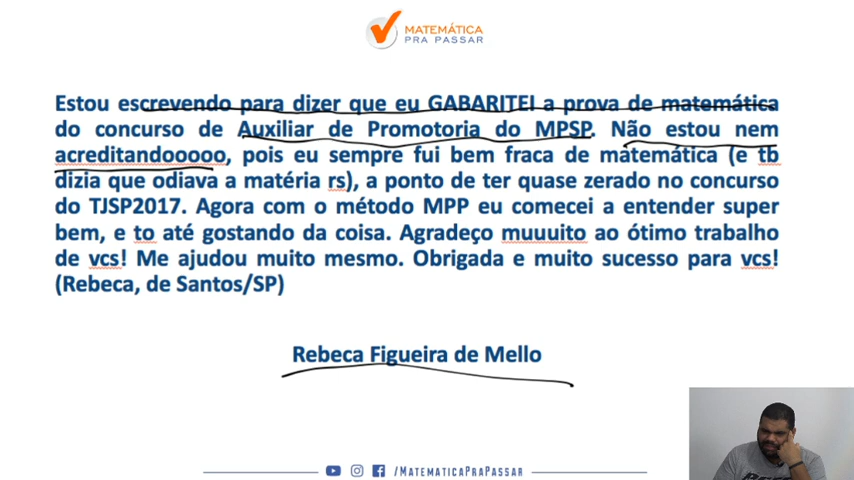 MATEMÁTICA
PRA PASSAR
Estou escrevendo para dizer que eu GABARITEI a prova de matemática
do concurso de Auxiliar de Promotoria do MPSP. Não estou nem
acreditandooooo, pois eu sempre fui bem fraca de matemática (e tb
dizia que odiava a matéria rs), a ponto de ter quase zerado no concurso
do TJSP2017. Agora com o método MPP eu comecei a entender super
bem, e to até gostando da coisa. Agradeço muuuito ao ótimo trabalho
de vcs! Me ajudou muito mesmo. Obrigada e muito sucesso para vcs!
(Rebeca, de Santos/SP)
Rebeca Figueira de Mello
/MATEMATICAPRAPASSAR